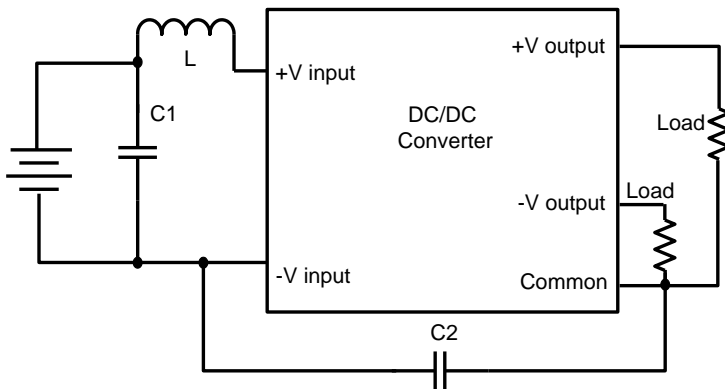 L
+V input
C1
-V input
DC/DC
Converter
+V output
Load
Load
-V output
Common
C2